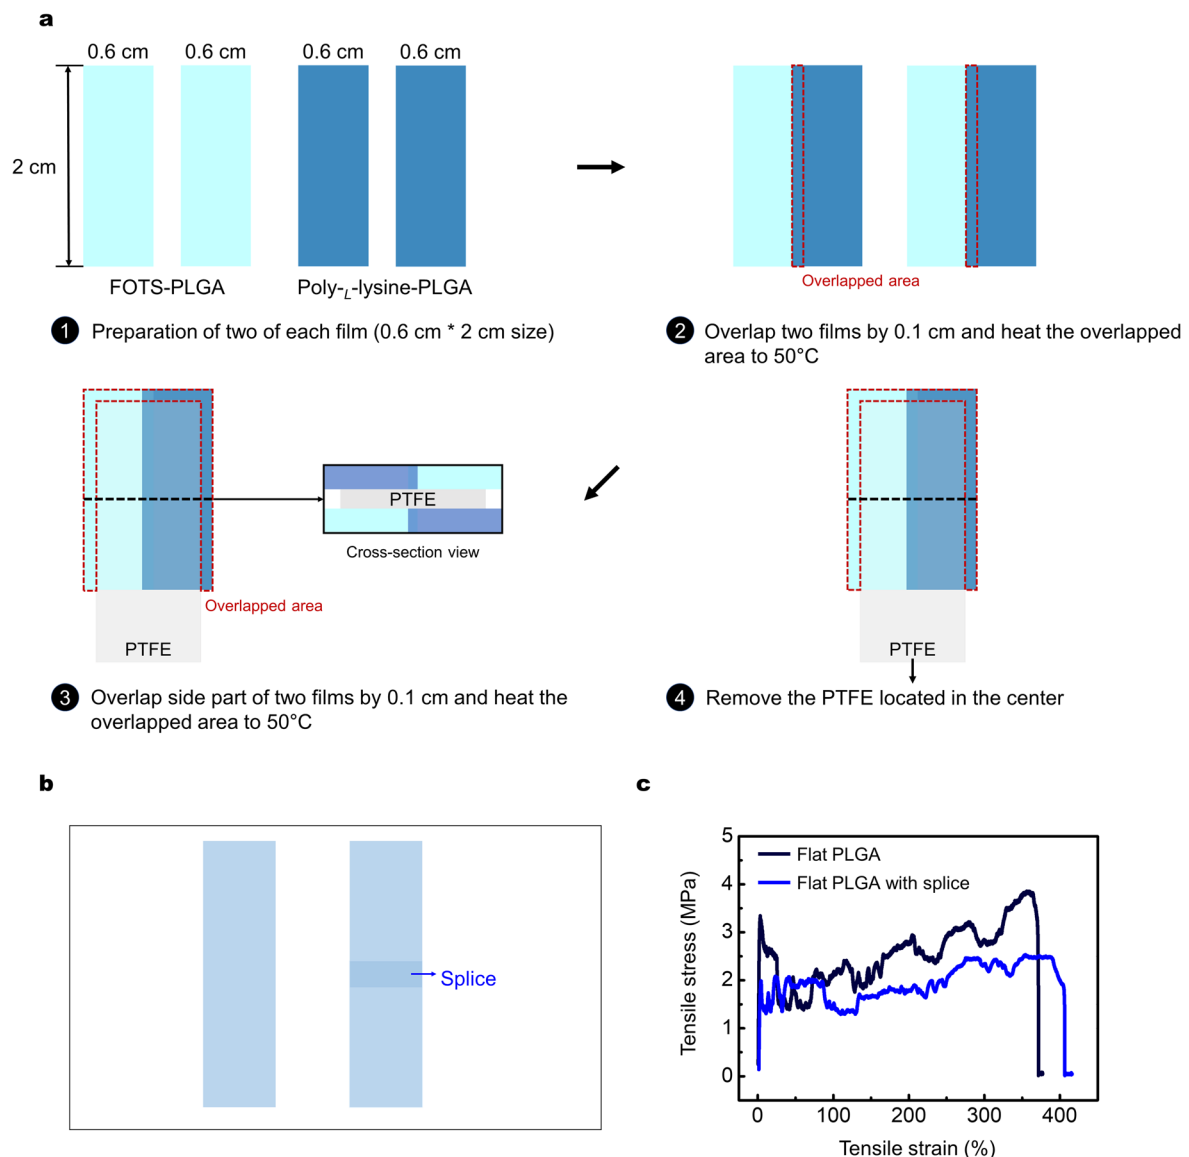 a
0.6 cm 0.6 cm 0.6 cm 0.6 cm
2 cm
Overlapped area
FOTS-PLGA Poly-L-lysine-PLGA
1 Preparation of two of each film (0.6 cm * 2 cm size)
2 Overlap two films by 0.1 cm and heat the overlapped
area to 50°C
PTFE
Cross-section view
Overlapped area
PTFE
PTFE
3 Overlap side part of two films by 0.1 cm and heat the
overlapped area to 50°C
4 Remove the PTFE located in the center
b
Splice
c
Tensile stress (MPa)
5
4
3
2
1
0
Flat PLGA
Flat PLGA with splice
0 100 200 300 400
Tensile strain (%)